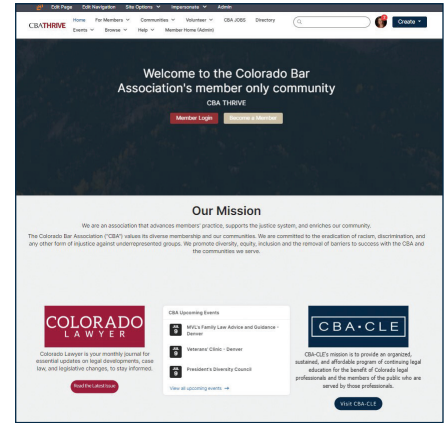 Edit Page Edit Navigation Site Options Impersonate Admin
CBATHRIVE
Home For Members Communities Volunteer CBA JOBS Directory
Events Browse Help Member Home (Admin)
Create
Welcome to the Colorado Bar
Association's member only community
CBA THRIVE
Member Login Become a Member
Our Mission
We are an association that advances members' practice, supports the justice system, and enriches our community.
The Colorado Bar Association ("CBA") values its diverse membership and our communities. We are committed to the eradication of racism, discrimination, and
any other form of injustice against underrepresented groups. We promote diversity, equity, inclusion and the removal of barriers to success with the CBA and
the communities we serve.
COLORADO
LAWYER
Colorado Lawyer is your monthly journal for
essential updates on legal developments, case
law, and legislative changes, to stay informed.
Read the Latest Issue
CBA Upcoming Events
JUL
9
MVL's Family Law Advice and Guidance -
Denver
JUL
9
Veterans' Clinic - Denver
JUL
9
President's Diversity Council
View all upcoming events →
CBA•CLE
CBA-CLE's mission is to provide an organized,
sustained, and affordable program of continuing legal
education for the benefit of Colorado legal
professionals and the members of the public who are
served by those professionals.
Visit CBA-CLE